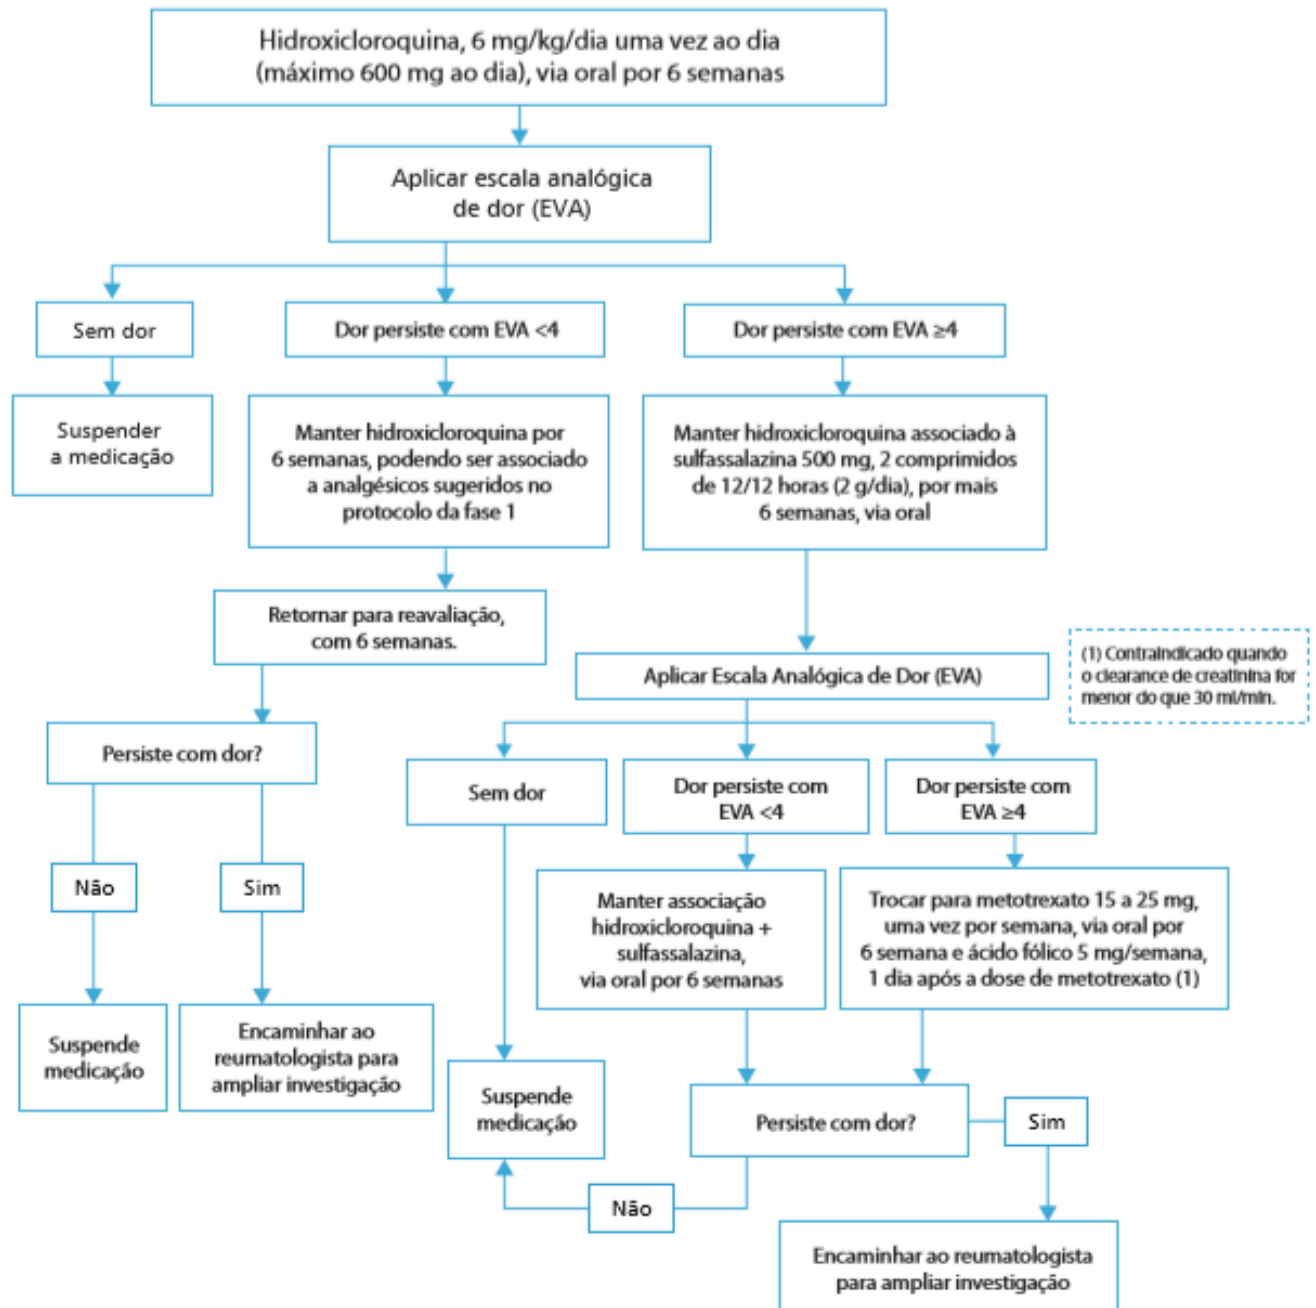 Hidroxicloroquina, 6 mg/kg/dia uma vez ao dia
(máximo 600 mg ao dia), via oral por 6 semanas
Aplicar escala analógica
de dor (EVA)
Sem dor
Dor persiste com EVA <4
Dor persiste com EVA ≥4
Suspender
a medicação
Manter hidroxicloroquina por
6 semanas, podendo ser associado
a analgésicos sugeridos no
protocolo da fase 1
Manter hidroxicloroquina associado à
sulfassalazina 500 mg, 2 comprimidos
de 12/12 horas (2 g/dia), por mais
6 semanas, via oral
Retornar para reavaliação,
com 6 semanas.
Aplicar Escala Analógica de Dor (EVA)
(1) Contraindicado quando
o clearance de creatinina for
menor do que 30 ml/min.
Persiste com dor?
Sem dor
Dor persiste com
EVA <4
Dor persiste com
EVA ≥4
Não
Sim
Manter associação
hidroxicloroquina +
sulfassalazina,
via oral por 6 semanas
Trocar para metotrexato 15 a 25 mg,
uma vez por semana, via oral por
6 semana e ácido fólico 5 mg/semana,
1 dia após a dose de metotrexato (1)
Suspende
medicação
Encaminhar ao
reumatologista para
ampliar investigação
Suspende
medicação
Persiste com dor?
Sim
Não
Encaminhar ao reumatologista
para ampliar investigação